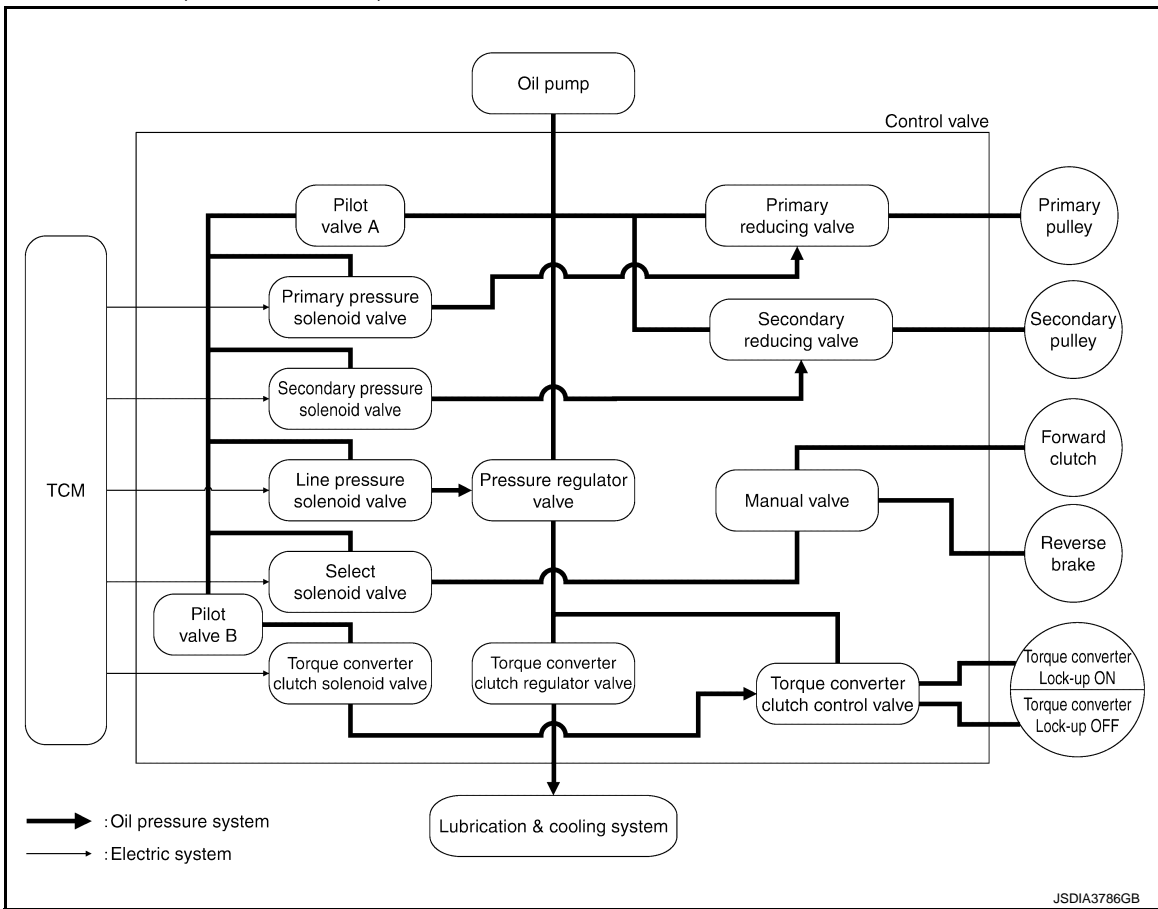 Oil pump
Control valve
Pilot
valve A
Primary
reducing valve
Primary
pulley
Primary pressure
solenoid valve
Secondary
reducing valve
Secondary
pulley
Secondary pressure
solenoid valve
Forward
clutch
TCM
Line pressure
solenoid valve
Pressure regulator
valve
Manual valve
Reverse
brake
Select
solenoid valve
Pilot
valve B
Torque converter
clutch solenoid valve
Torque converter
clutch regulator valve
Torque converter
clutch control valve
Torque converter
Lock-up ON
Torque converter
Lock-up OFF
Lubrication & cooling system
:Oil pressure system
:Electric system
JSDIA3786GB